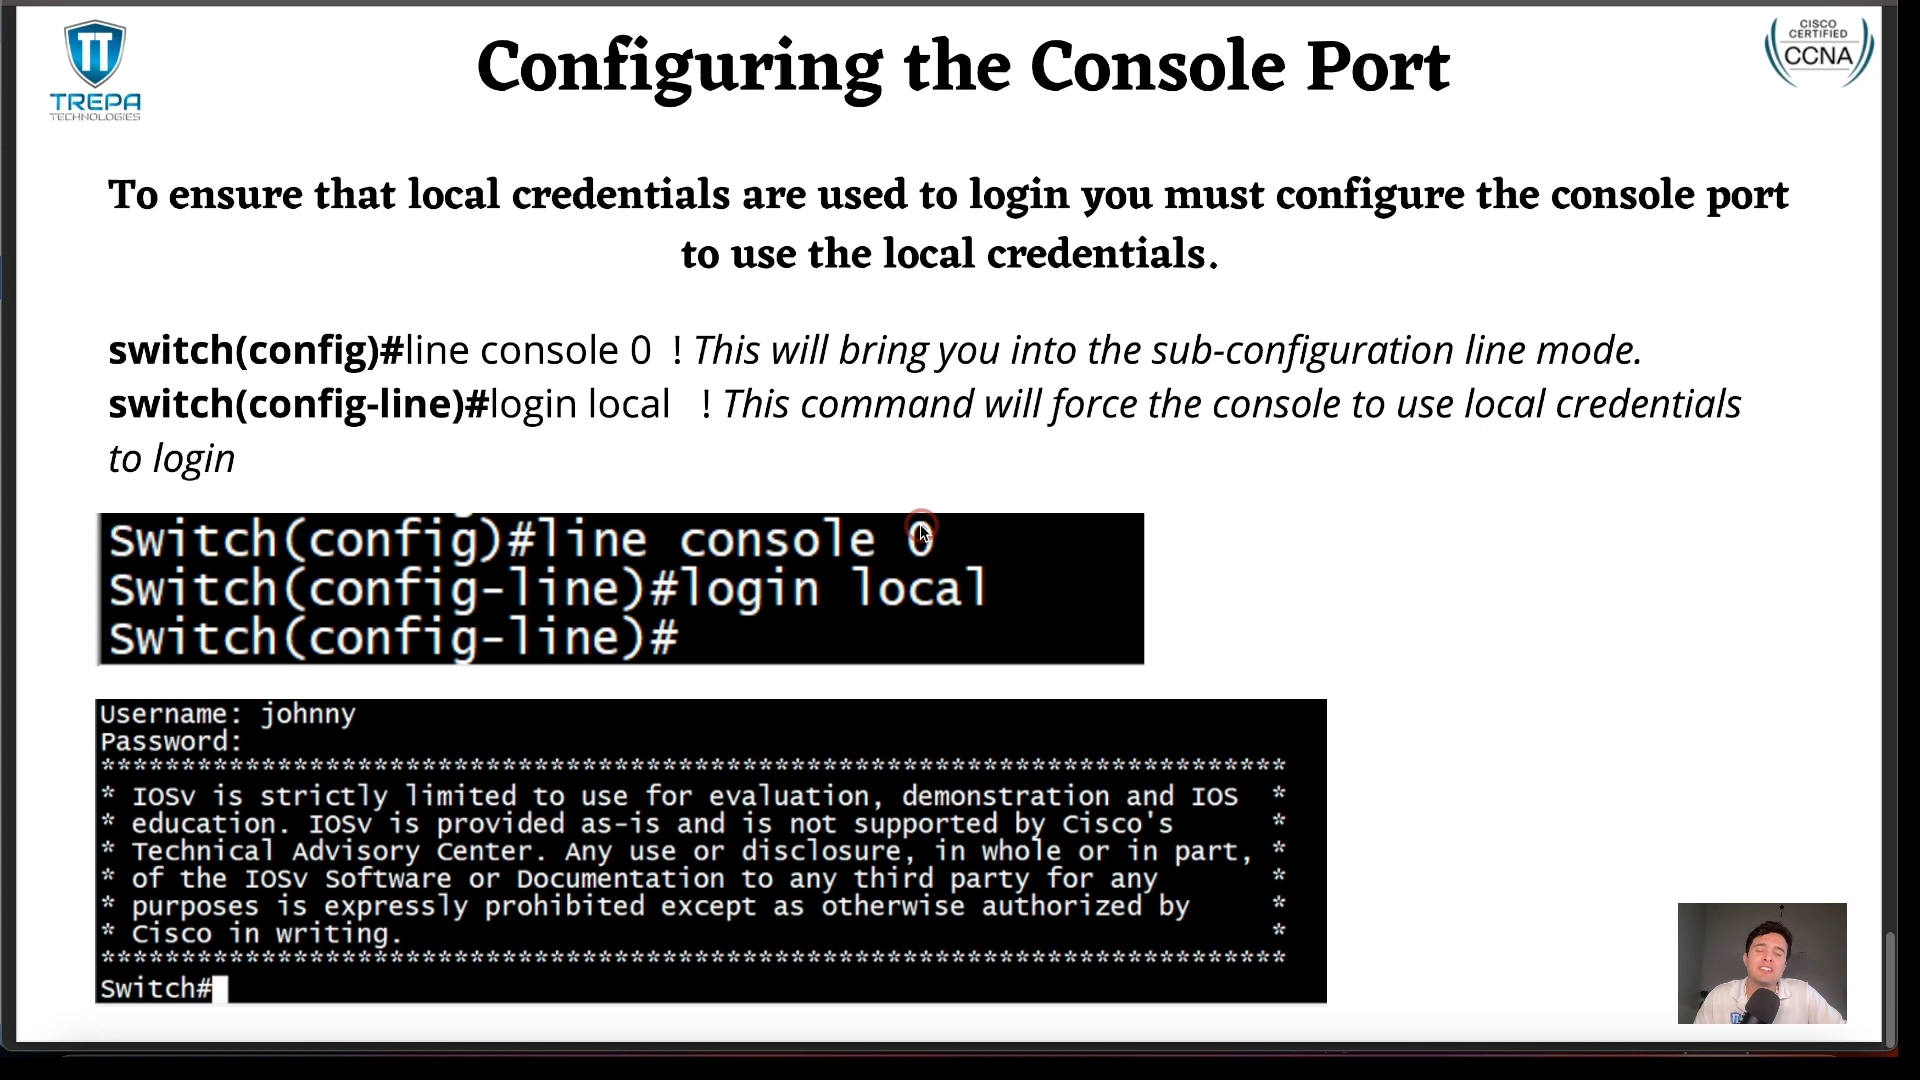 TREPA
TECHNOLOGIES
Configuring the Console Port
CISCO
CERTIFIED
CCNA
To ensure that local credentials are used to login you must configure the console port
to use the local credentials.
switch(config)#line console 0  ! This will bring you into the sub-configuration line mode.
switch(config-line)#login local   ! This command will force the console to use local credentials
to login
Switch(config)#line console 0
Switch(config-line)#login local
Switch(config-line)#
Username: johnny
Password:
**************************************************************************
* IOSv is strictly limited to use for evaluation, demonstration and IOS  *
* education. IOSv is provided as-is and is not supported by Cisco's      *
* Technical Advisory Center. Any use or disclosure, in whole or in part, *
* of the IOSv Software or Documentation to any third party for any       *
* purposes is expressly prohibited except as otherwise authorized by     *
* Cisco in writing.                                                      *
**************************************************************************
Switch#